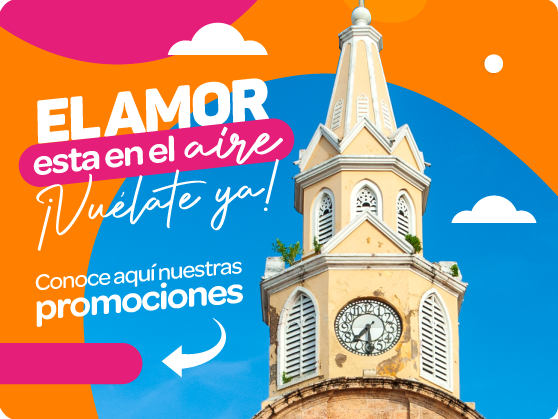 EL AMOR
esta en el aire
¡Vuélate ya!
Conoce aquí nuestras
promociones